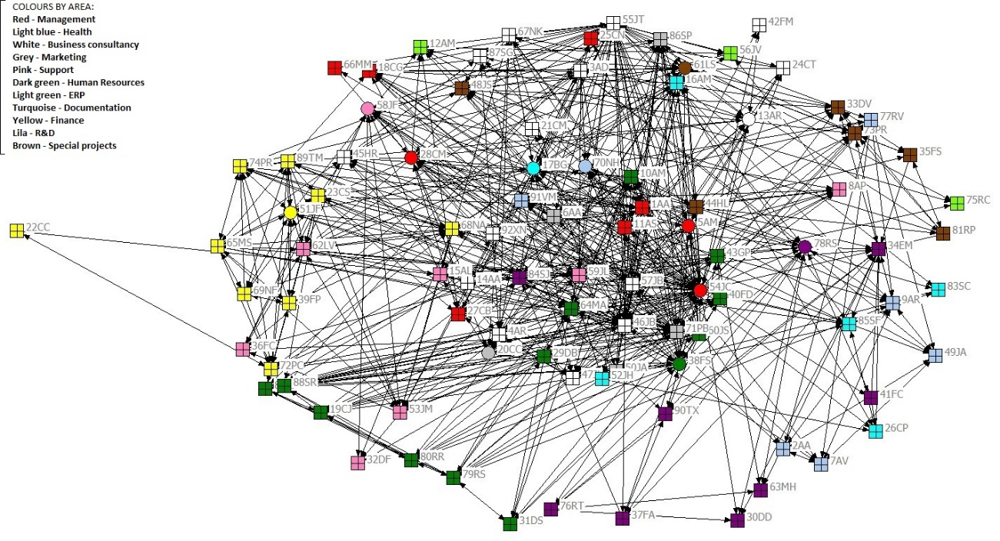 COLOURS BY AREA:
Red - Management
Light blue - Health
White - Business consultancy
Grey - Marketing
Pink - Support
Dark green - Human Resources
Light green - ERP
Turquoise - Documentation
Yellow - Finance
Lila - R&D
Brown - Special projects
55JT
42FM
67NK
25CN
86SP
12AM
87SG
56JV
66MM
18CG
3AD
61LS
24CT
16AM
48JS
58JF
33DV
13AR
77RV
21CM
73PR
45HR
28CM
35FS
74PR
89TM
17BG
70NH
10AM
23CS
8AP
91VM
1AA
44HL
75RC
51JF
6AA
22CC
68NA
92XN
11AS
5AM
81RP
65MS
62LV
78RS
34EM
43GP
15AL
14AA
84SJ
59JL
57JB
54JC
83SC
69NF
39FP
40FD
9AR
27CB
64MA
46JB
85SF
4AR
71PB
60JS
36FC
20CC
29DB
38FS
49JA
72PC
50JA
88SR
47
52JH
41FC
19CJ
53JM
90TX
26CP
32DF
80RR
2AA
7AV
79RS
63MH
76RT
37FA
30DD
31DS